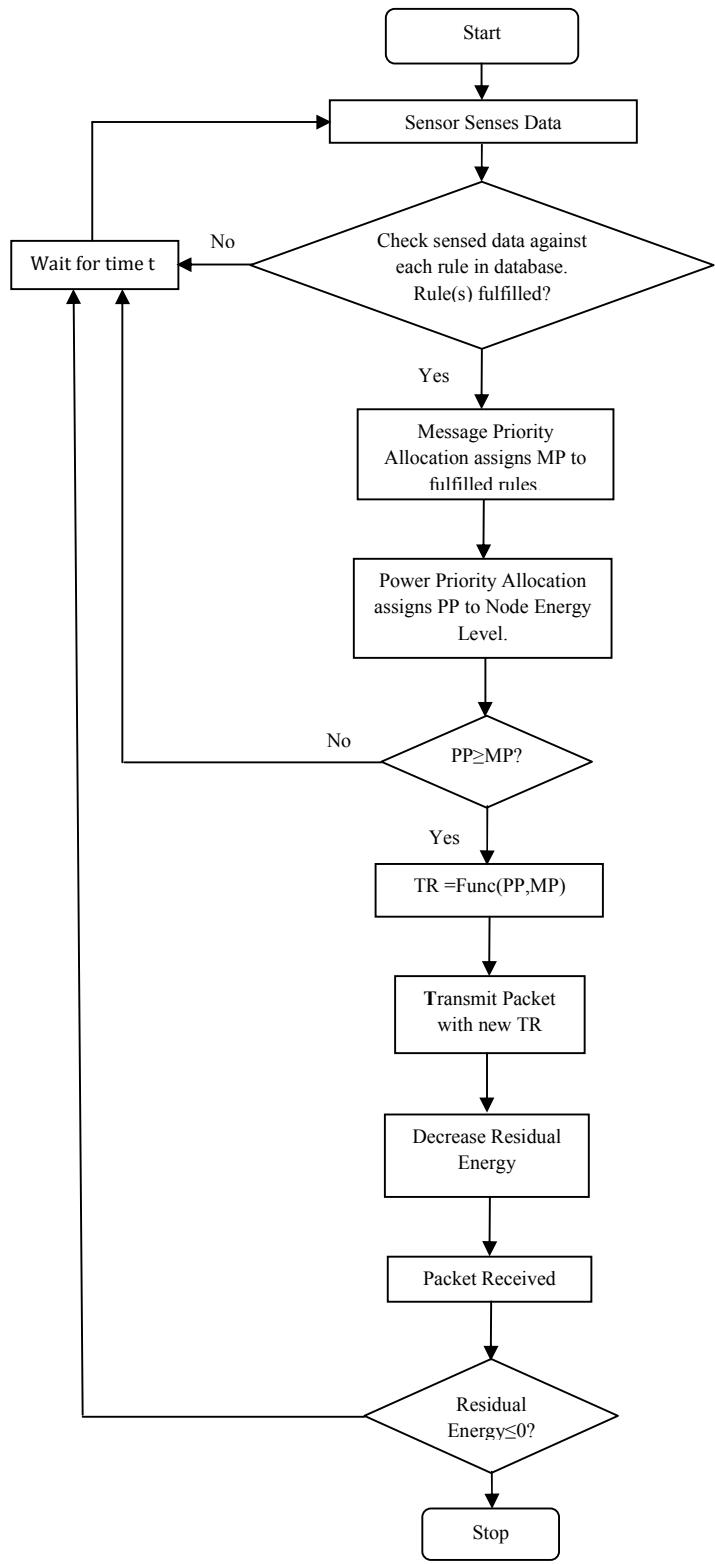 Start
Sensor Senses Data
No
Wait for time t
Check sensed data against
each rule in database.
Rule(s) fulfilled?
Yes
Message Priority
Allocation assigns MP to
fulfilled rules.
Power Priority Allocation
assigns PP to Node Energy
Level.
No
PP≥MP?
Yes
TR =Func(PP,MP)
Transmit Packet
with new TR
Decrease Residual
Energy
Packet Received
Residual
Energy≤0?
Stop